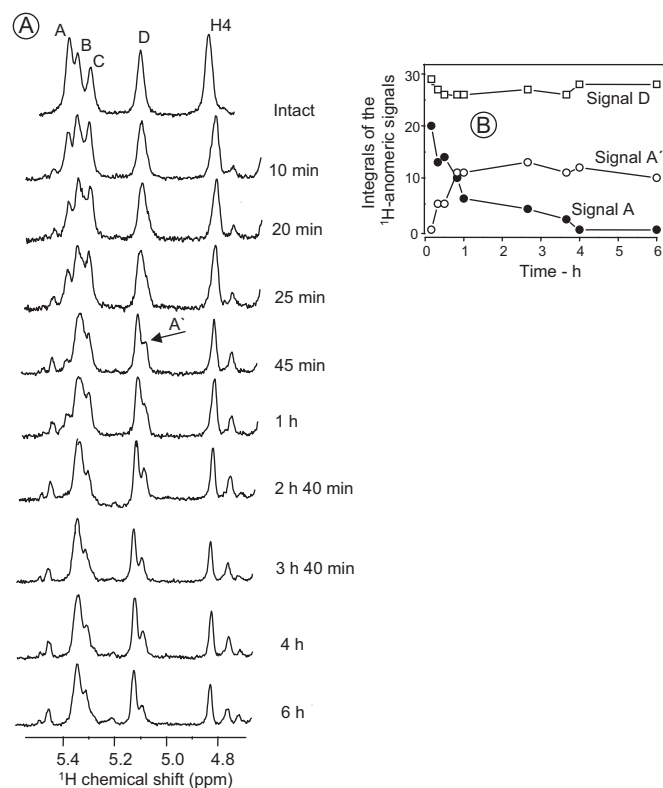 A
A
B
C
D
H4
Intact
10 min
20 min
25 min
A`
45 min
1 h
2 h 40 min
3 h 40 min
4 h
6 h
5.4 5.2 5.0 4.8
¹H chemical shift (ppm)
Integrals of the
¹H-anomeric signals
30
20
10
0
B
Signal D
Signal A´
Signal A
0 1 2 3 4 5 6
Time - h